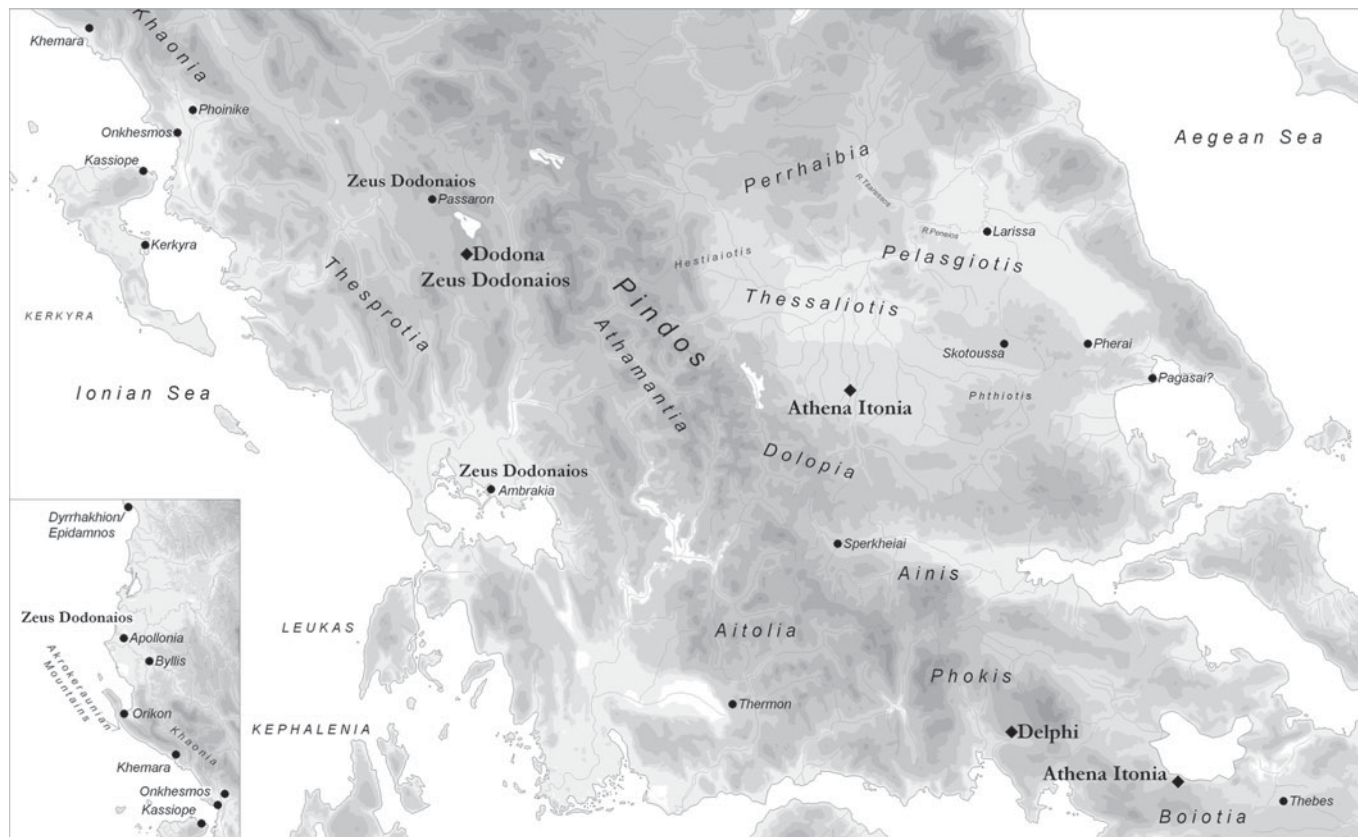 Khemara
Khaonia
Phoinike
Onkhesmos
Kassiope
Kerkyra
KERKYRA
Ionian Sea
Zeus Dodonaios
Passaron
Dodona
Zeus Dodonaios
Thesprotia
Pindos
Athamantia
Hestiaiotis
Perrhaibia
R.Titaressos
Aegean Sea
R.Peneios
Larissa
Pelasgiotis
Thessaliotis
Skotoussa
Pherai
Pagasai?
Athena Itonia
Phthiotis
Dolopia
Zeus Dodonaios
Ambrakia
Sperkheiai
Ainis
LEUKAS
Aitolia
Phokis
KEPHALENIA
Thermon
Delphi
Athena Itonia
Boiotia
Thebes
Dyrrhakhion/
Epidamnos
Zeus Dodonaios
Apollonia
Byllis
Akrokeraunian
Mountains
Orikon
Khaonia
Khemara
Onkhesmos
Kassiope